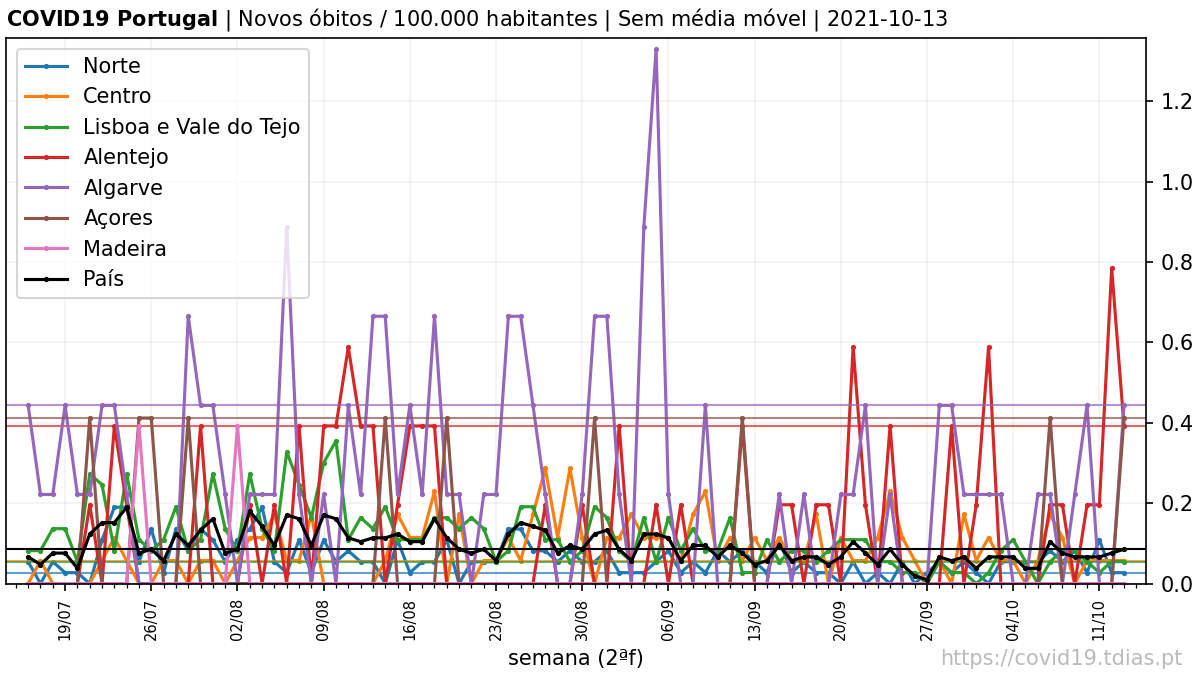 COVID19 Portugal | Novos óbitos / 100.000 habitantes | Sem média móvel | 2021-10-13
Norte
Centro
Lisboa e Vale do Tejo
Alentejo
Algarve
Açores
Madeira
País
1.2
1.0
0.8
0.6
0.4
0.2
0.0
19/07
26/07
02/08
09/08
16/08
23/08
30/08
06/09
13/09
20/09
27/09
04/10
11/10
semana (2ªf)
https://covid19.tdias.pt